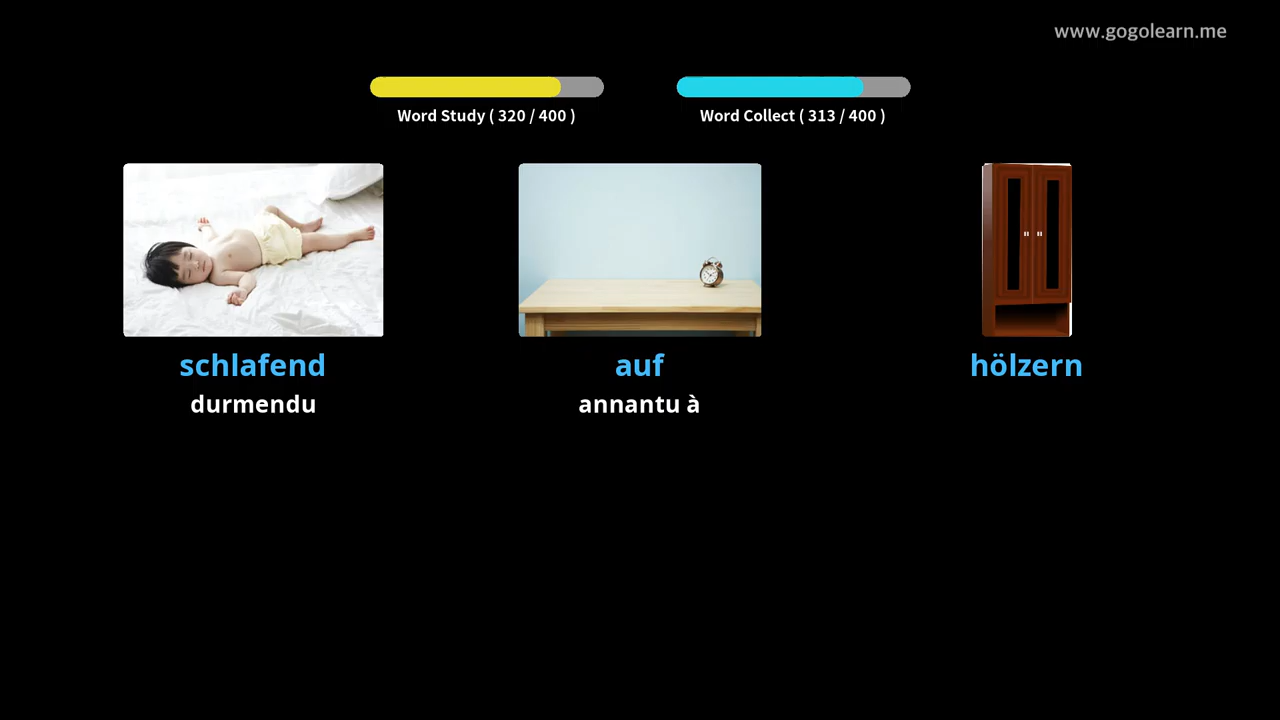 www.gogolearn.me
Word Study ( 320 / 400 )
Word Collect ( 313 / 400 )
schlafend
auf
hölzern
durmendu
annantu à